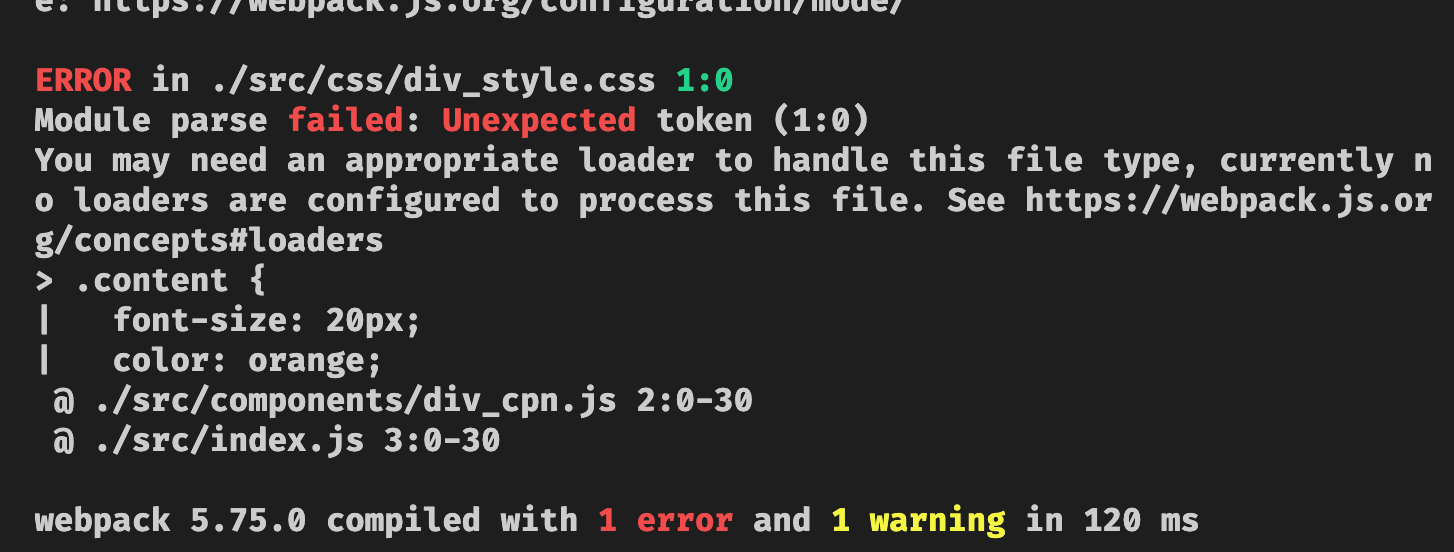 e: https://webpack.js.org/configuration/mode/
ERROR in ./src/css/div_style.css 1:0
Module parse failed: Unexpected token (1:0)
You may need an appropriate loader to handle this file type, currently n
o loaders are configured to process this file. See https://webpack.js.or
g/concepts#loaders
> .content {
|   font-size: 20px;
|   color: orange;
 @ ./src/components/div_cpn.js 2:0-30
 @ ./src/index.js 3:0-30
webpack 5.75.0 compiled with 1 error and 1 warning in 120 ms